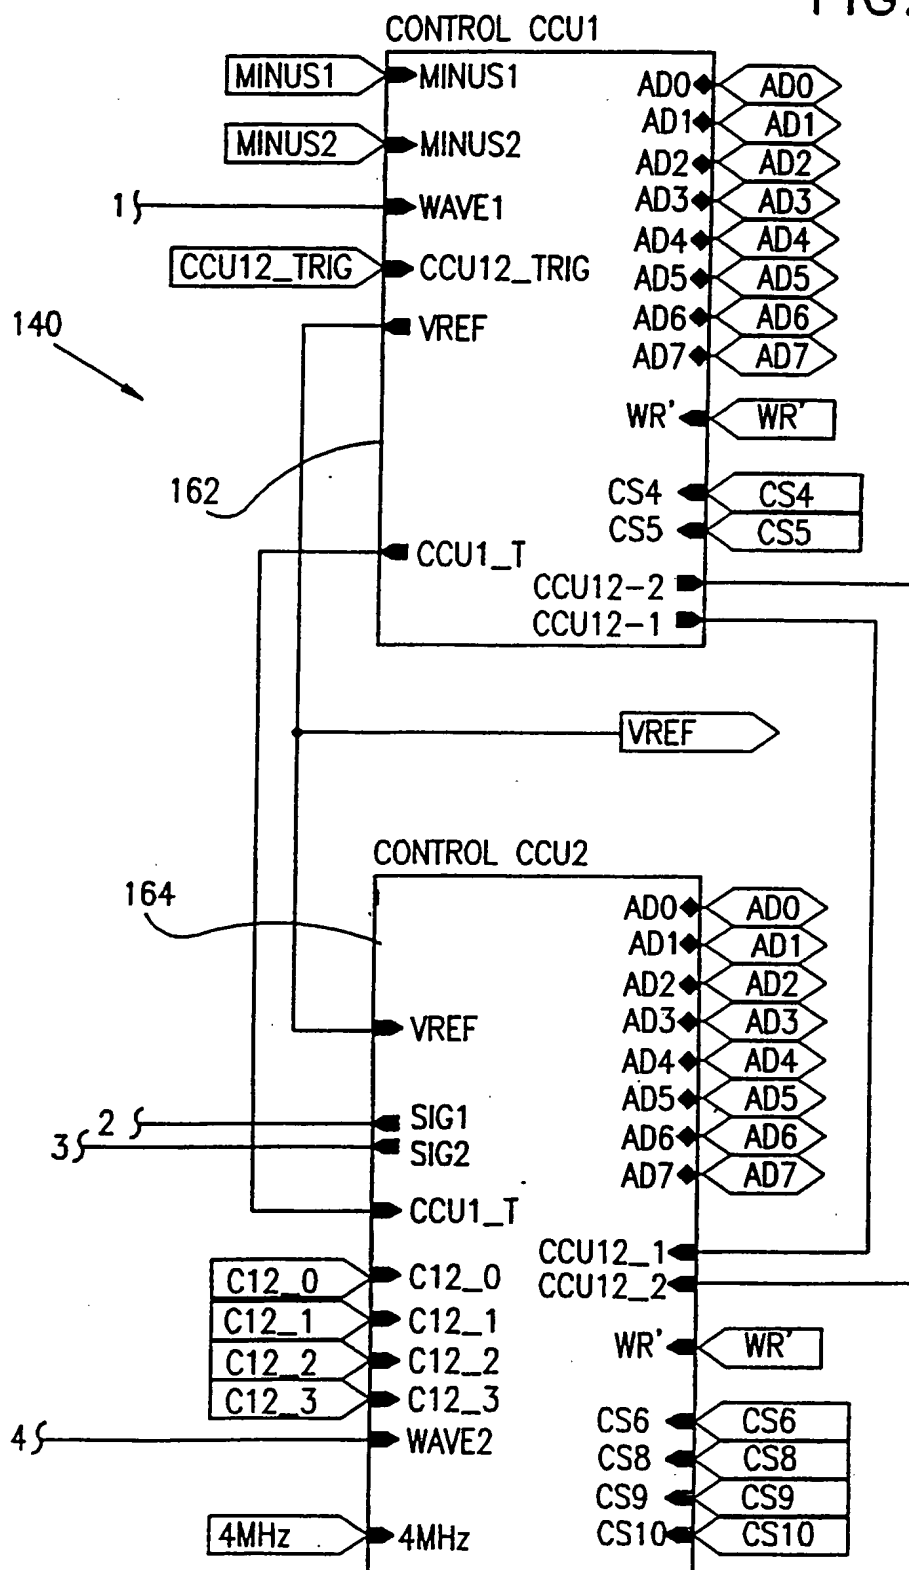 FIG.
CONTROL CCU1
MINUS1 MINUS1 AD0 AD0
AD1 AD1
MINUS2 MINUS2 AD2 AD2
1 WAVE1 AD3 AD3
AD4 AD4
CCU12_TRIG CCU12_TRIG AD5 AD5
140 VREF AD6 AD6
AD7 AD7
WR' WR'
162 CS4 CS4
CS5 CS5
CCU1_T
CCU12-2
CCU12-1
VREF
CONTROL CCU2
164 AD0 AD0
AD1 AD1
AD2 AD2
VREF AD3 AD3
AD4 AD4
AD5 AD5
2 SIG1
AD6 AD6
3 SIG2
AD7 AD7
CCU1_T
CCU12_1
C12_0 C12_0 CCU12_2
C12_1 C12_1
WR' WR'
C12_2 C12_2
C12_3 C12_3
CS6 CS6
4 WAVE2
CS8 CS8
CS9 CS9
4MHz 4MHz CS10 CS10